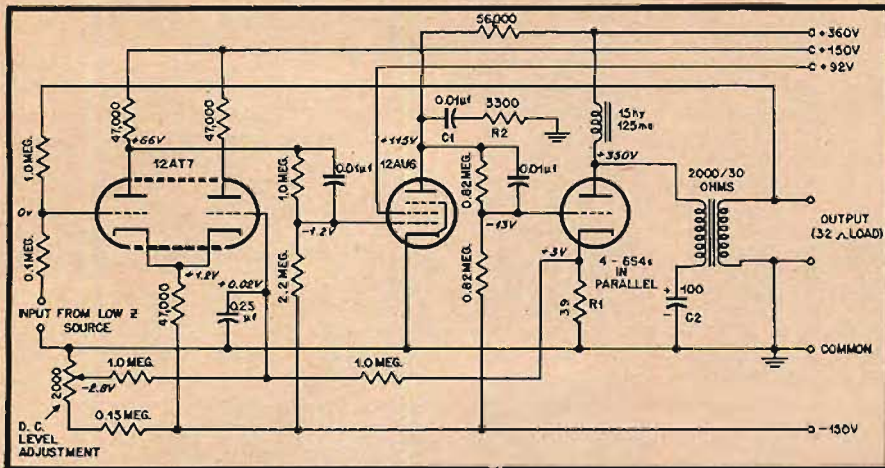 56,000
+360V
+150V
+92V
47,000
47,000
0.01µf
3300
C1
R2
15hy
125ma
+66V
+115V
+350V
1.0 MEG.
12AT7
1.0 MEG.
0.01µf
12AU6
0.82 MEG.
0.01µf
2000/30
OHMS
0v
-1.2V
-13V
OUTPUT
(32 Ω LOAD)
0.1 MEG.
1.2V
+0.02V
+3V
4 - 6S4s
IN
PARALLEL
INPUT FROM LOW Z
SOURCE
47,000
0.25
µf
2.2 MEG.
0.82 MEG.
39
R1
+
100
-
C2
COMMON
2000
1.0 MEG.
1.0 MEG.
-2.8V
0.15 MEG.
-150V
D. C.
LEVEL
ADJUSTMENT